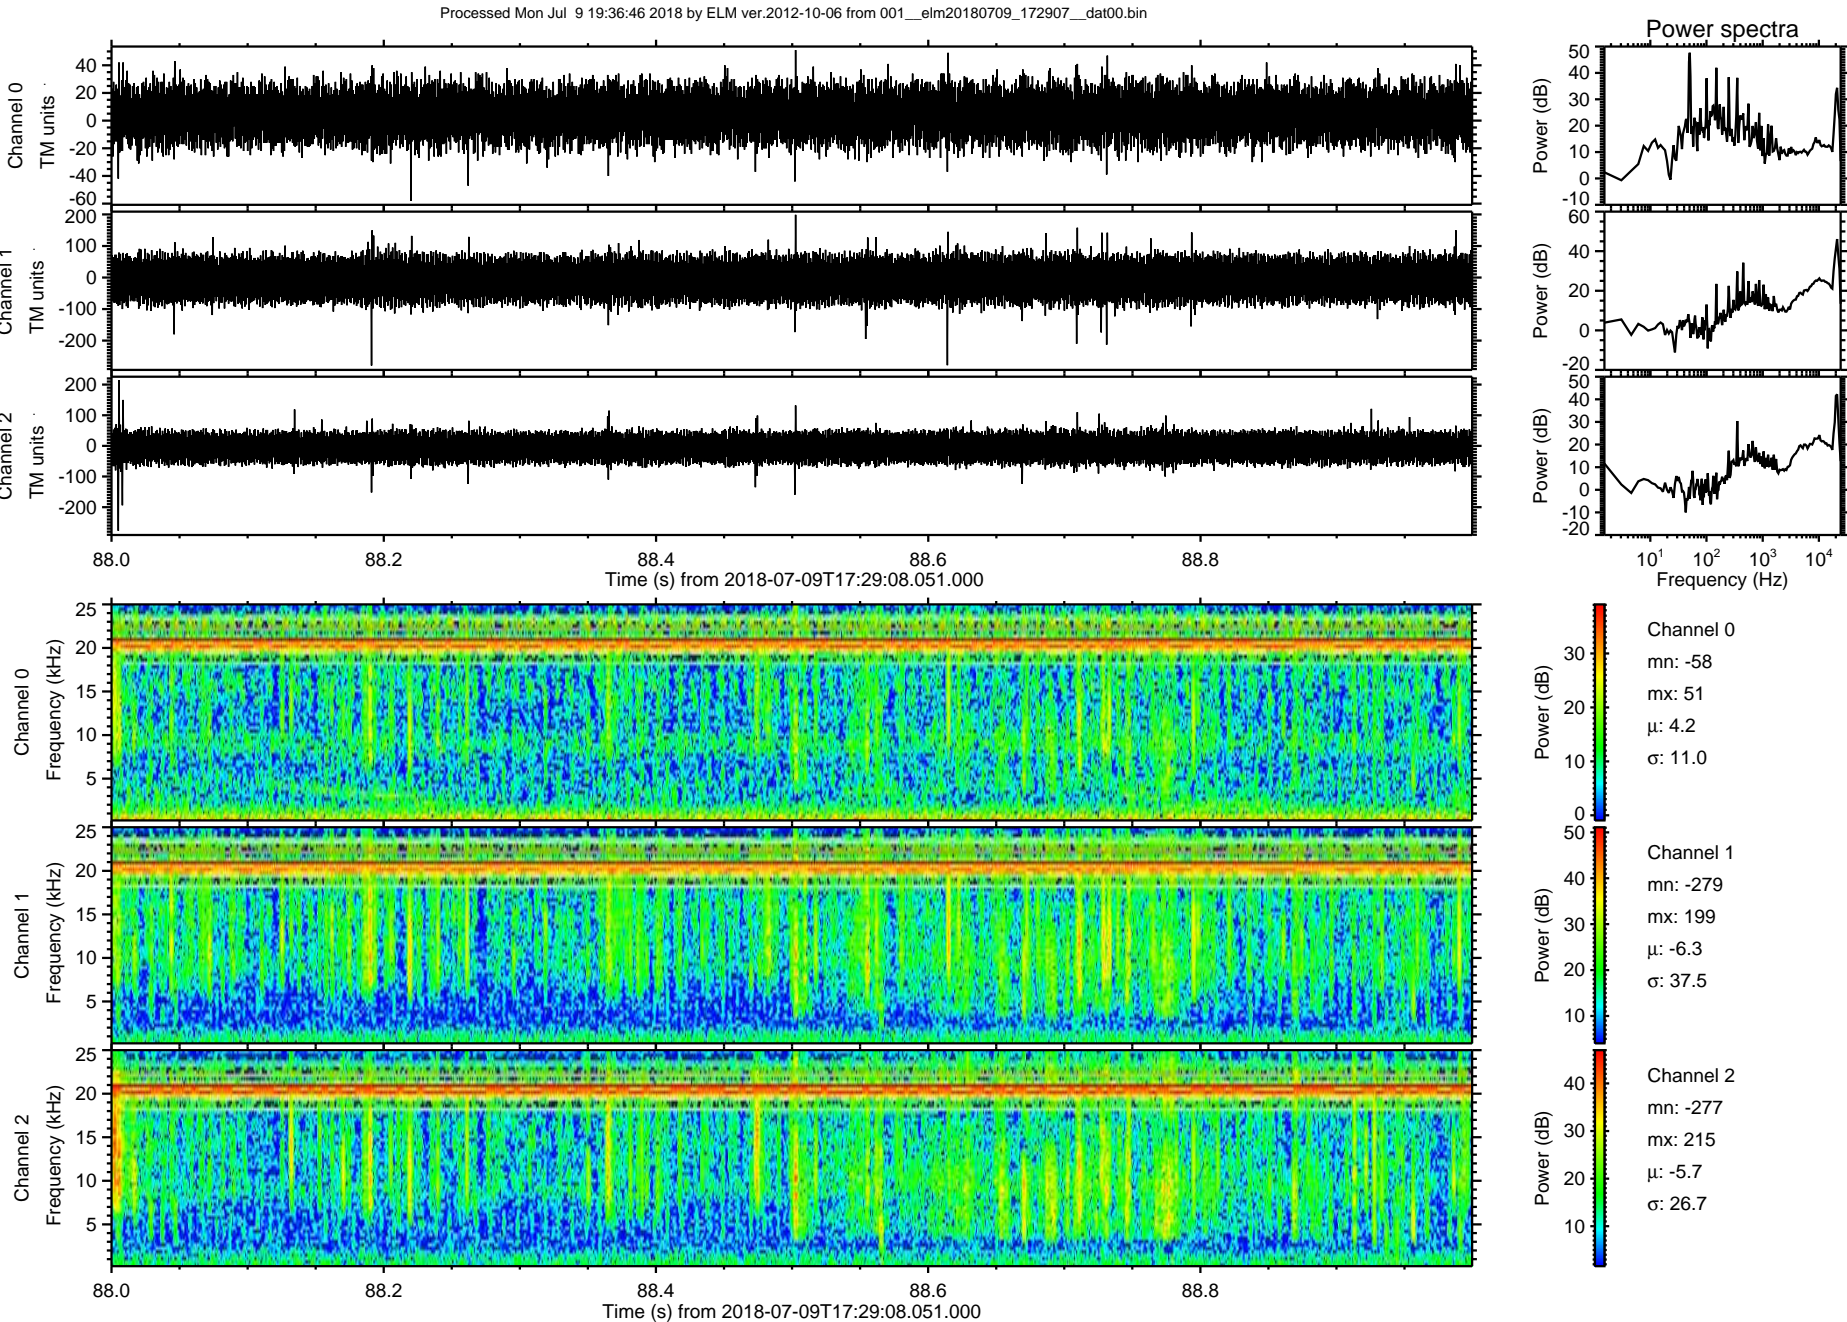 Processed Mon Jul 9 19:36:46 2018 by ELM ver.2012-10-06 from 001__elm20180709_172907__dat00.bin
Power spectra
Channel 0
TM units
40
20
0
-20
-40
-60
Power (dB)
50
40
30
20
10
0
-10
Channel 1
TM units
200
100
0
-100
-200
Power (dB)
60
40
20
0
-20
Channel 2
TM units
200
100
0
-100
-200
Power (dB)
50
40
30
20
10
0
-10
-20
88.0 88.2 88.4 88.6 88.8
Time (s) from 2018-07-09T17:29:08.051.000
10^1 10^2 10^3 10^4
Frequency (Hz)
Channel 0
Frequency (kHz)
25
20
15
10
5
Power (dB)
30
20
10
0
Channel 0
mn: -58
mx: 51
μ: 4.2
σ: 11.0
Channel 1
Frequency (kHz)
25
20
15
10
5
Power (dB)
50
40
30
20
10
Channel 1
mn: -279
mx: 199
μ: -6.3
σ: 37.5
Channel 2
Frequency (kHz)
25
20
15
10
5
Power (dB)
40
30
20
10
Channel 2
mn: -277
mx: 215
μ: -5.7
σ: 26.7
88.0 88.2 88.4 88.6 88.8
Time (s) from 2018-07-09T17:29:08.051.000